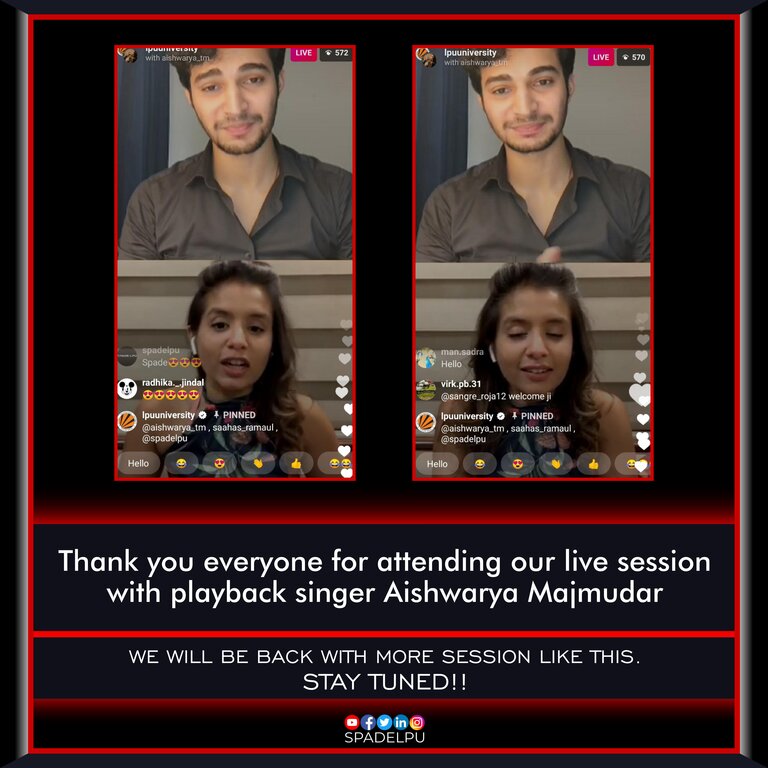 lpuuniversity
with aishwarya_tm
LIVE
572
spadelpu
Spade😍😍😍
radhika._.jindal
😍😍😍😍😍
lpuuniversity PINNED
@aishwarya_tm , saahas_ramaul ,
@spadelpu
Hello
lpuuniversity
with aishwarya_tm
LIVE
570
man.sadra
Hello
virk.pb.31
@sangre_roja12 welcome ji
lpuuniversity PINNED
@aishwarya_tm , saahas_ramaul ,
@spadelpu
Hello
Thank you everyone for attending our live session
with playback singer Aishwarya Majmudar
WE WILL BE BACK WITH MORE SESSION LIKE THIS.
STAY TUNED!!
SPADELPU